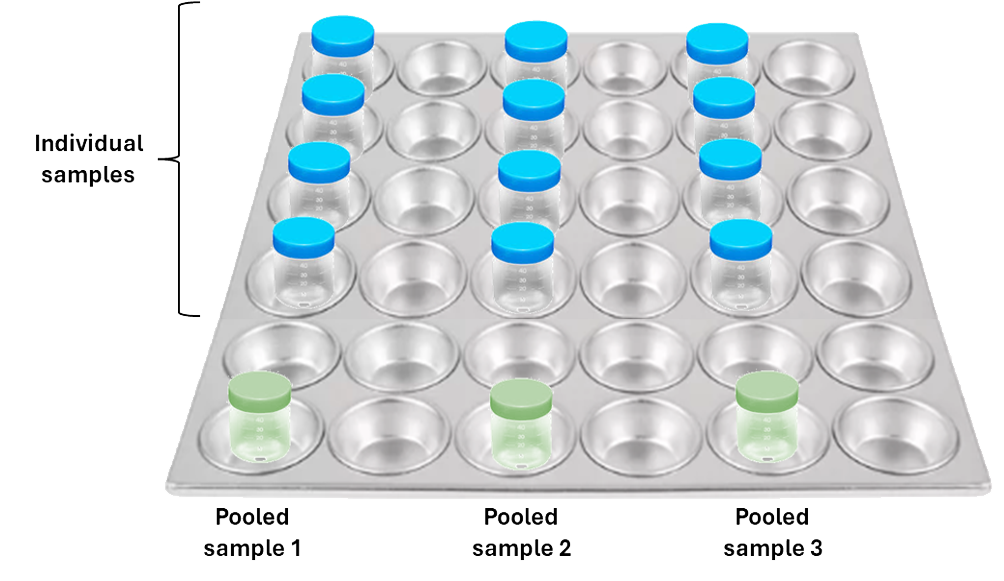 Individual
samples
Pooled
sample 1
Pooled
sample 2
Pooled
sample 3